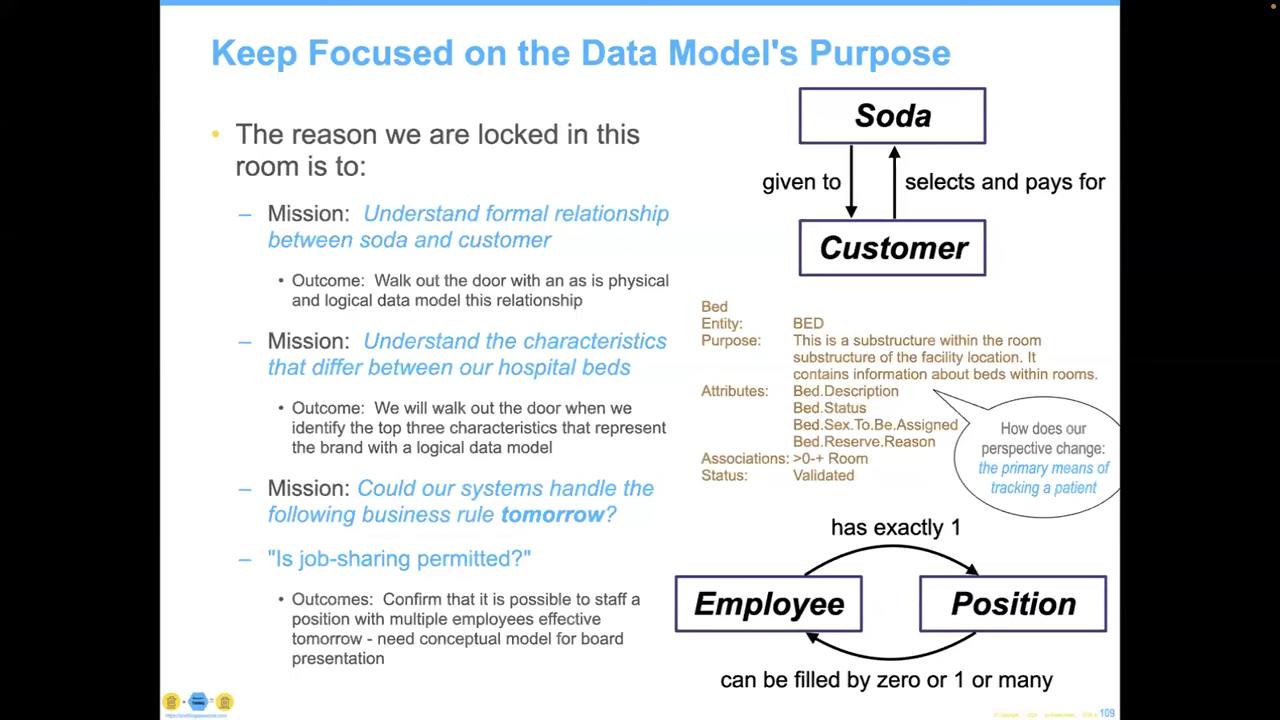 Keep Focused on the Data Model's Purpose
• The reason we are locked in this
room is to:
– Mission: Understand formal relationship
between soda and customer
• Outcome: Walk out the door with an as is physical
and logical data model this relationship
– Mission: Understand the characteristics
that differ between our hospital beds
• Outcome: We will walk out the door when we
identify the top three characteristics that represent
the brand with a logical data model
– Mission: Could our systems handle the
following business rule tomorrow?
– "Is job-sharing permitted?"
• Outcomes: Confirm that it is possible to staff a
position with multiple employees effective
tomorrow - need conceptual model for board
presentation
Soda
given to
selects and pays for
Customer
Bed
Entity: BED
Purpose: This is a substructure within the room
substructure of the facility location. It
contains information about beds within rooms.
Attributes: Bed.Description
Bed.Status
Bed.Sex.To.Be.Assigned
Bed.Reserve.Reason
Associations: >0-+ Room
Status: Validated
How does our
perspective change:
the primary means of
tracking a patient
has exactly 1
Employee
Position
can be filled by zero or 1 or many
109